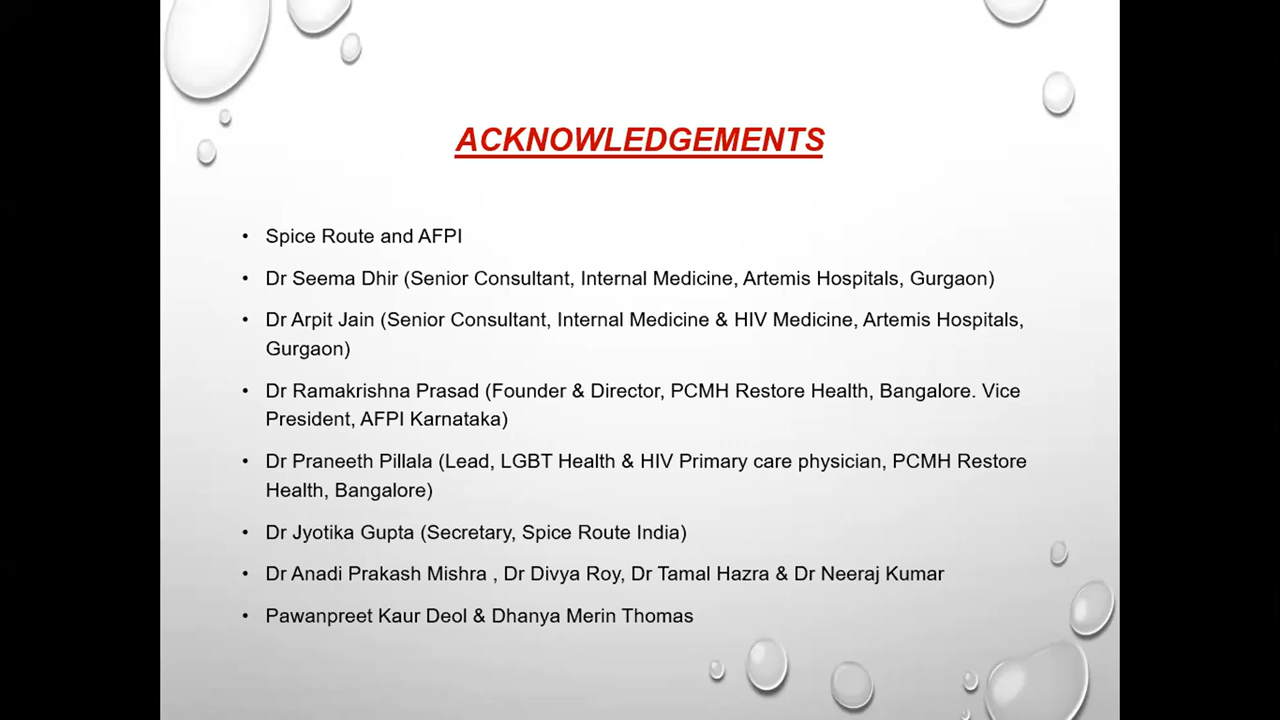 ACKNOWLEDGEMENTS
• Spice Route and AFPI
• Dr Seema Dhir (Senior Consultant, Internal Medicine, Artemis Hospitals, Gurgaon)
• Dr Arpit Jain (Senior Consultant, Internal Medicine & HIV Medicine, Artemis Hospitals,
Gurgaon)
• Dr Ramakrishna Prasad (Founder & Director, PCMH Restore Health, Bangalore. Vice
President, AFPI Karnataka)
• Dr Praneeth Pillala (Lead, LGBT Health & HIV Primary care physician, PCMH Restore
Health, Bangalore)
• Dr Jyotika Gupta (Secretary, Spice Route India)
• Dr Anadi Prakash Mishra , Dr Divya Roy, Dr Tamal Hazra & Dr Neeraj Kumar
• Pawanpreet Kaur Deol & Dhanya Merin Thomas